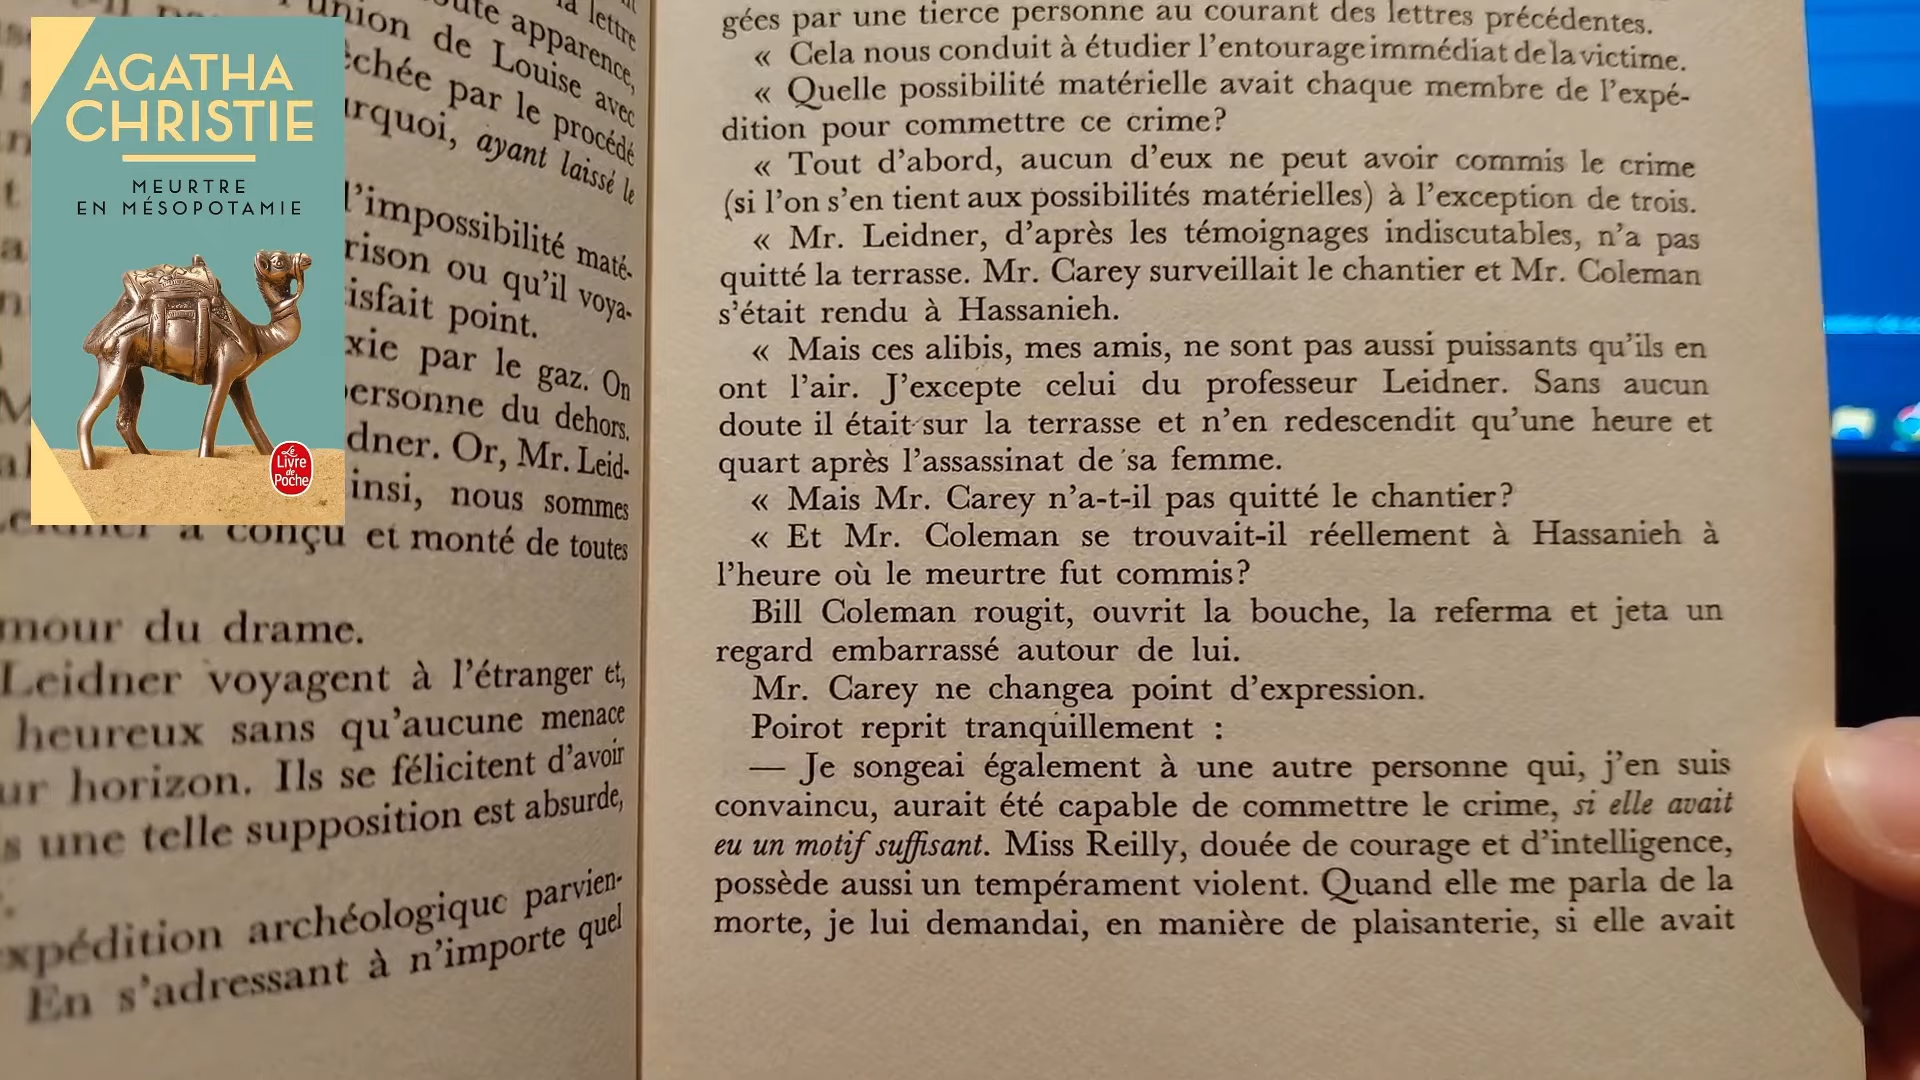 AGATHA
CHRISTIE
MEURTRE
EN MÉSOPOTAMIE
Le
Livre
de
Poche
la lettre
oute apparence,
union de Louise avec
échée par le procédé
urquoi, ayant laissé le
l'impossibilité maté-
rison ou qu'il voya-
isfait point.
xie par le gaz. On
personne du dehors.
dner. Or, Mr. Leid-
insi, nous sommes
Leidner a conçu et monté de toutes
mour du drame.
Leidner voyagent à l'étranger et,
heureux sans qu'aucune menace
ur horizon. Ils se félicitent d'avoir
s une telle supposition est absurde,
xpédition archéologique parvien-
En s'adressant à n'importe quel
gées par une tierce personne au courant des lettres précédentes.
« Cela nous conduit à étudier l'entourage immédiat de la victime.
« Quelle possibilité matérielle avait chaque membre de l'expé-
dition pour commettre ce crime?
« Tout d'abord, aucun d'eux ne peut avoir commis le crime
(si l'on s'en tient aux possibilités matérielles) à l'exception de trois.
« Mr. Leidner, d'après les témoignages indiscutables, n'a pas
quitté la terrasse. Mr. Carey surveillait le chantier et Mr. Coleman
s'était rendu à Hassanieh.
« Mais ces alibis, mes amis, ne sont pas aussi puissants qu'ils en
ont l'air. J'excepte celui du professeur Leidner. Sans aucun
doute il était sur la terrasse et n'en redescendit qu'une heure et
quart après l'assassinat de sa femme.
« Mais Mr. Carey n'a-t-il pas quitté le chantier?
« Et Mr. Coleman se trouvait-il réellement à Hassanieh à
l'heure où le meurtre fut commis?
Bill Coleman rougit, ouvrit la bouche, la referma et jeta un
regard embarrassé autour de lui.
Mr. Carey ne changea point d'expression.
Poirot reprit tranquillement :
— Je songeai également à une autre personne qui, j'en suis
convaincu, aurait été capable de commettre le crime, si elle avait
eu un motif suffisant. Miss Reilly, douée de courage et d'intelligence,
possède aussi un tempérament violent. Quand elle me parla de la
morte, je lui demandai, en manière de plaisanterie, si elle avait